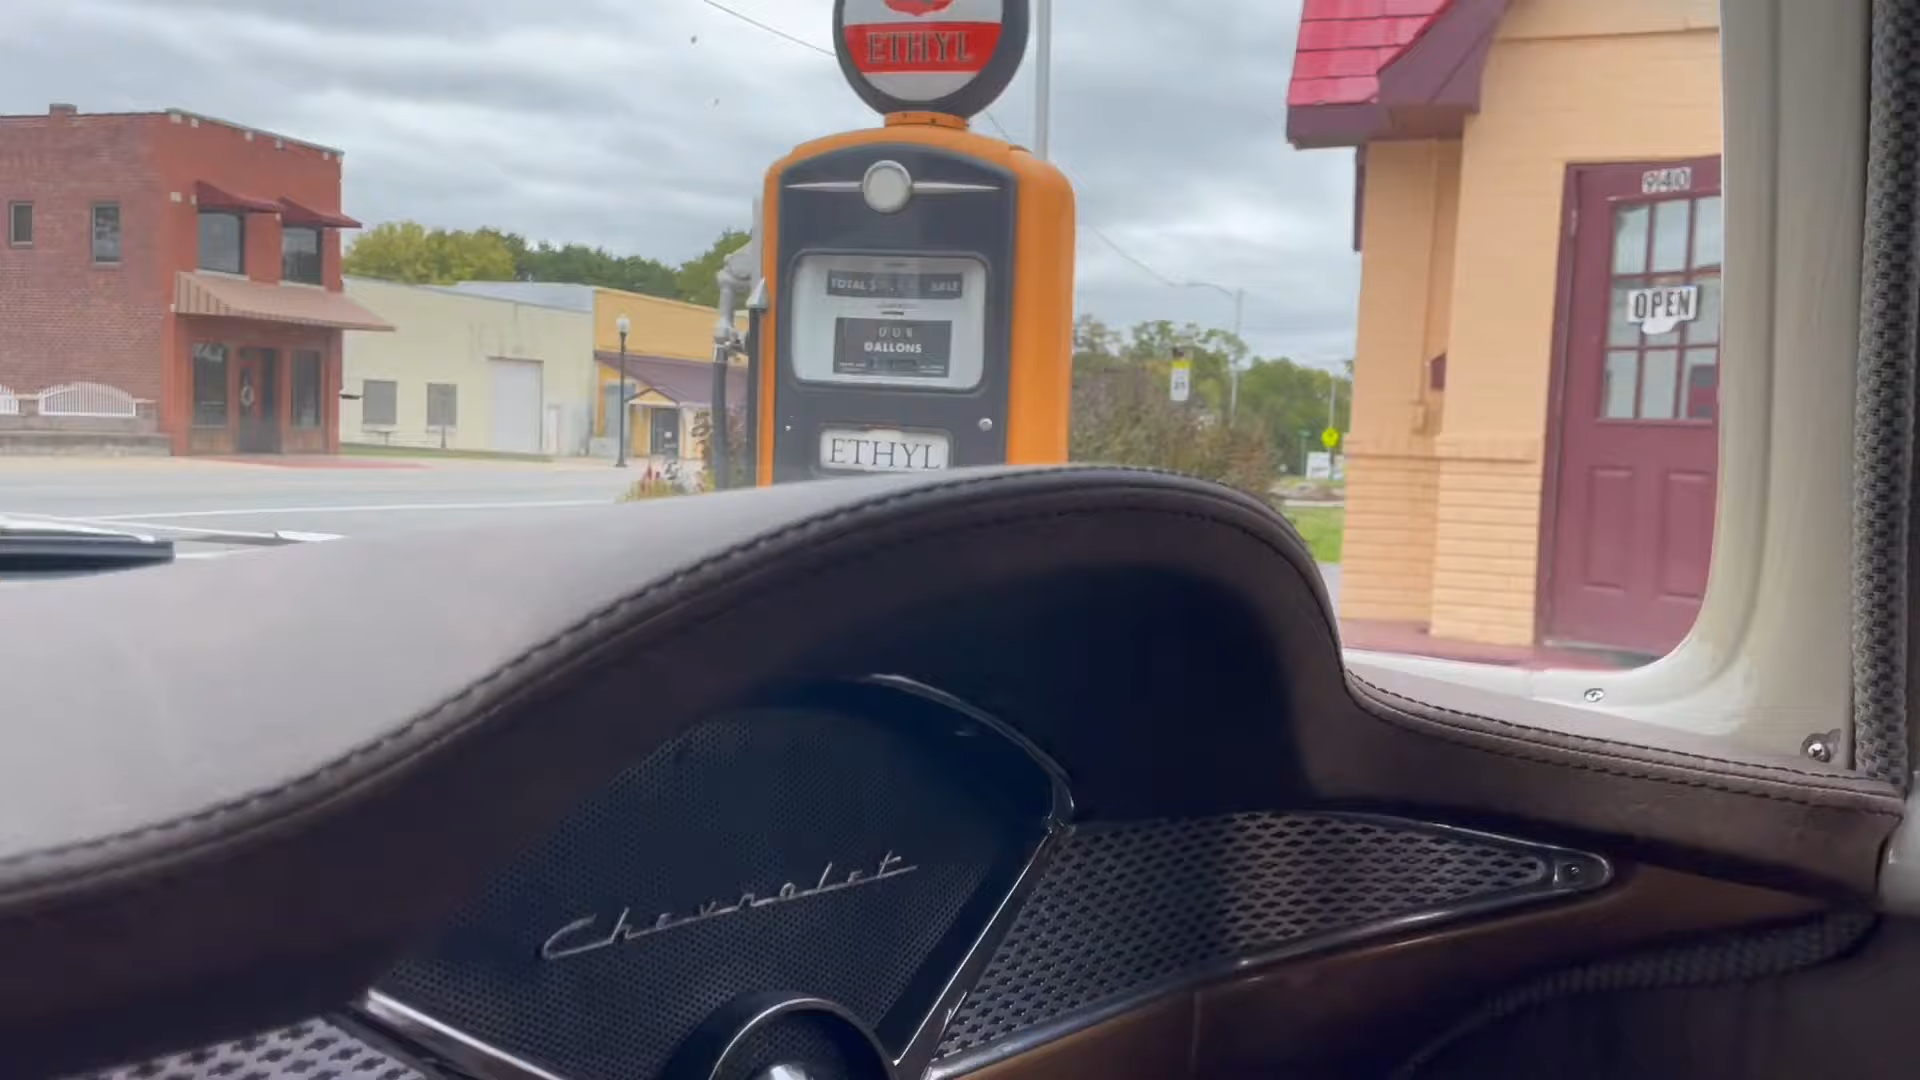 ETHYL
TOTAL $ SALE
GALLONS
ETHYL
940
OPEN
Chevrolet